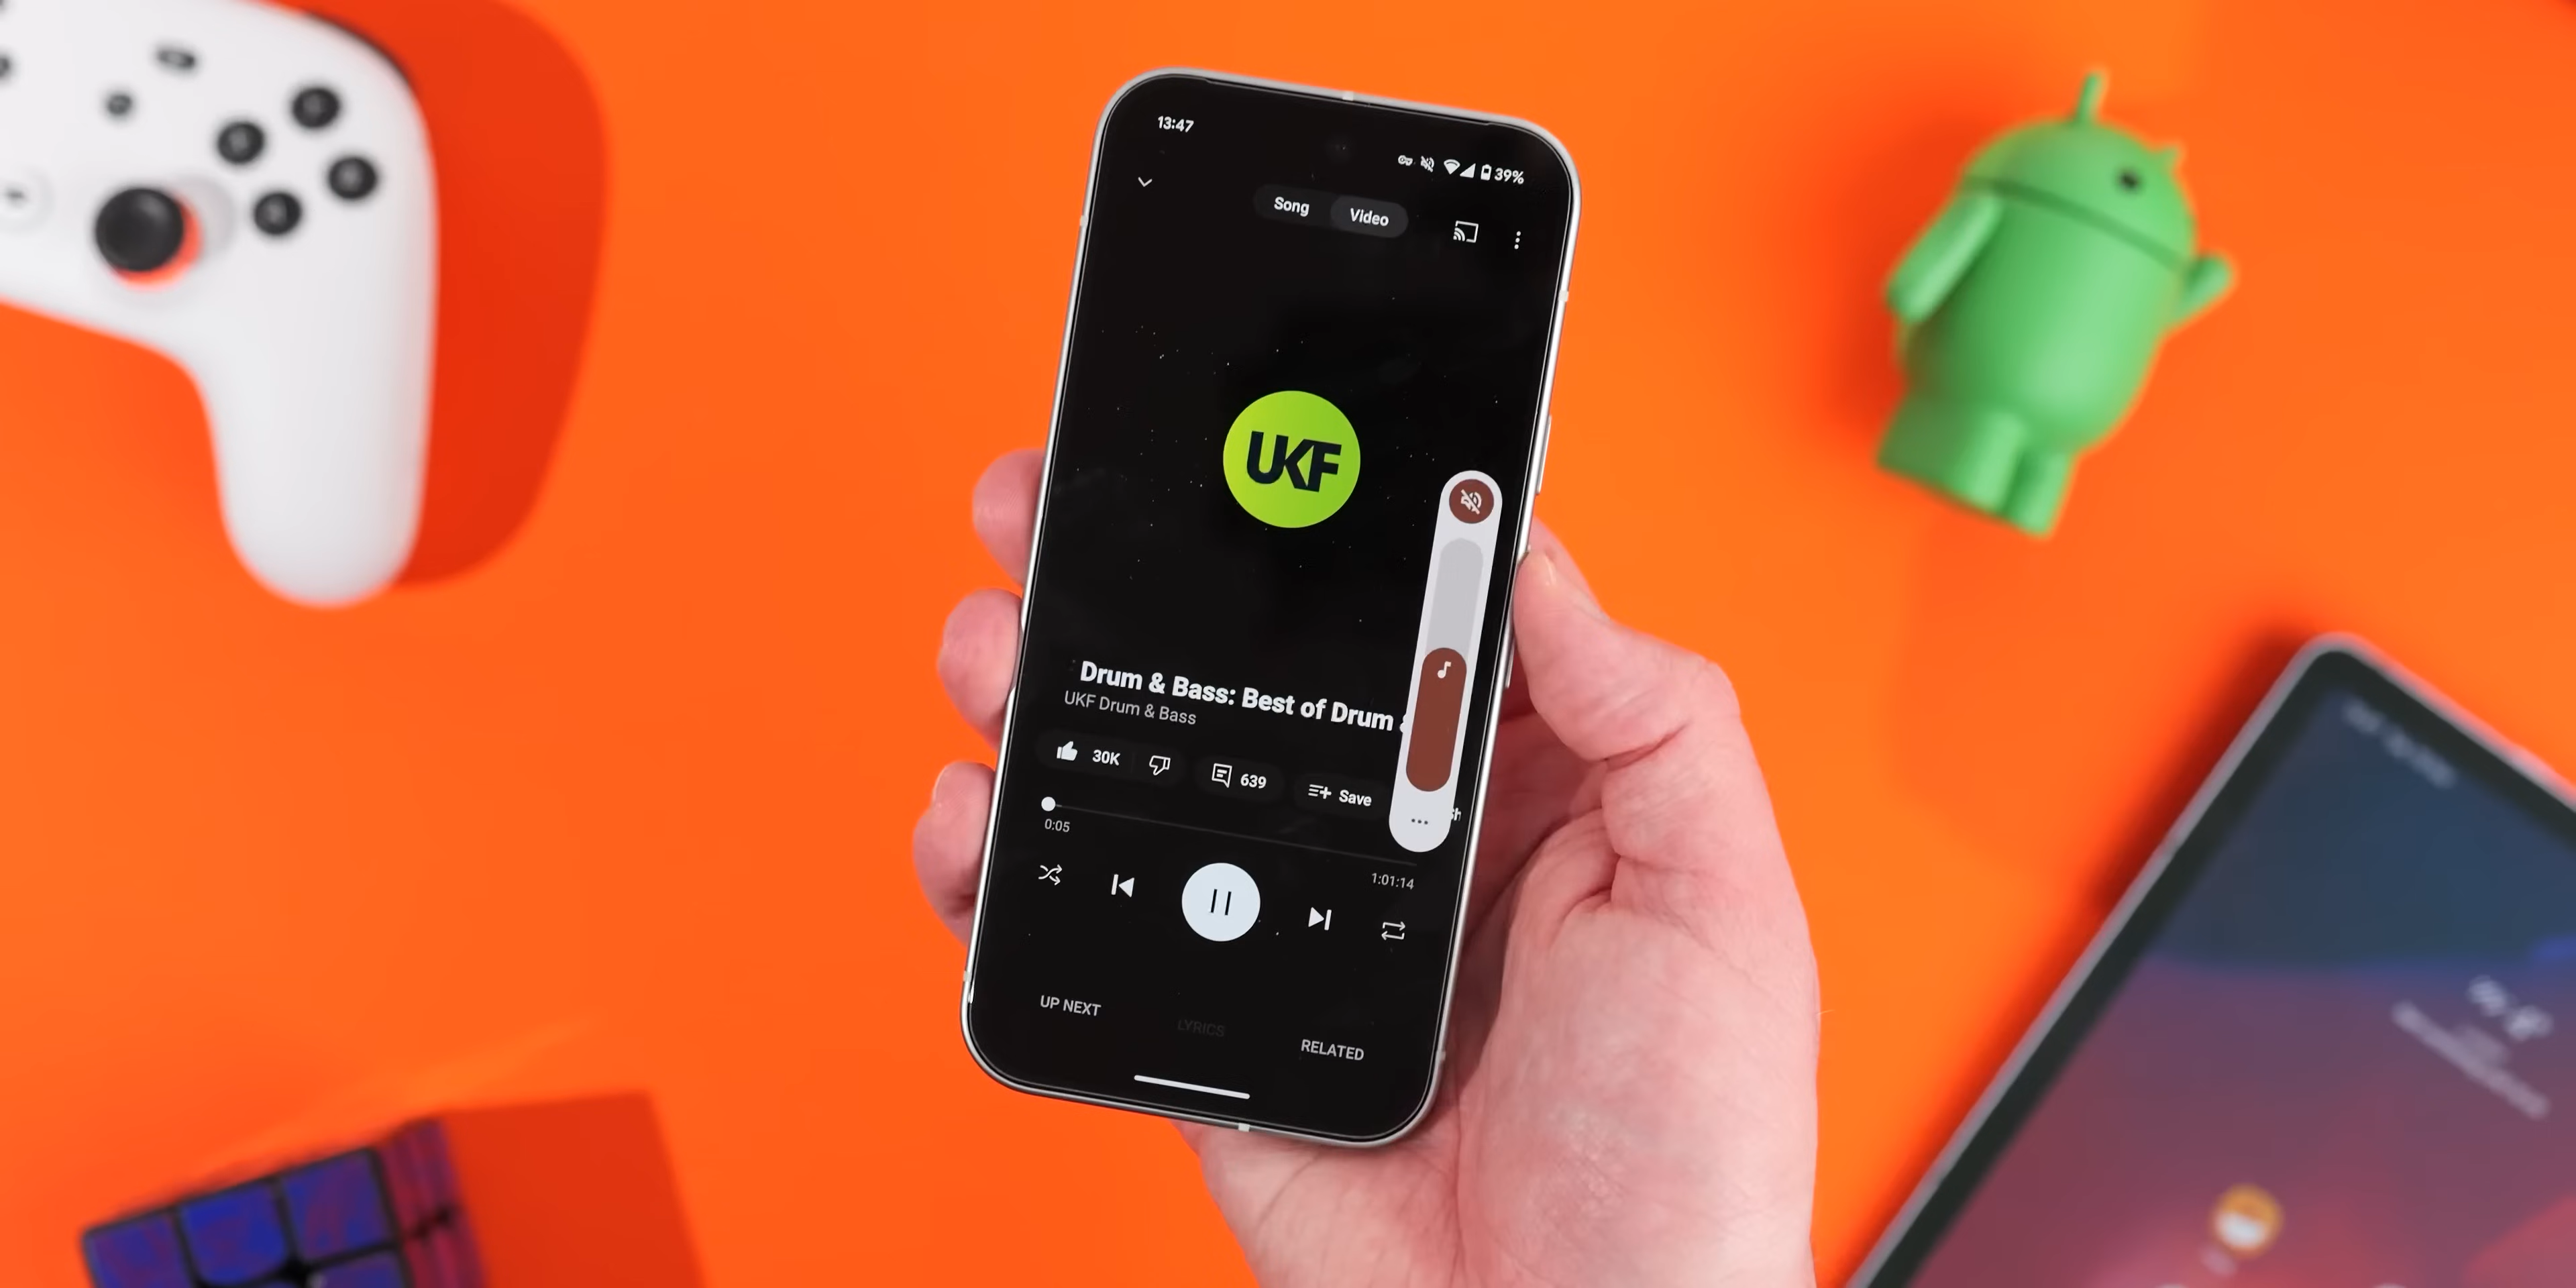 13:47
39%
Song Video
UKF
Drum & Bass: Best of Drum
UKF Drum & Bass
30K 639 Save
0:05
1:01:14
UP NEXT LYRICS RELATED